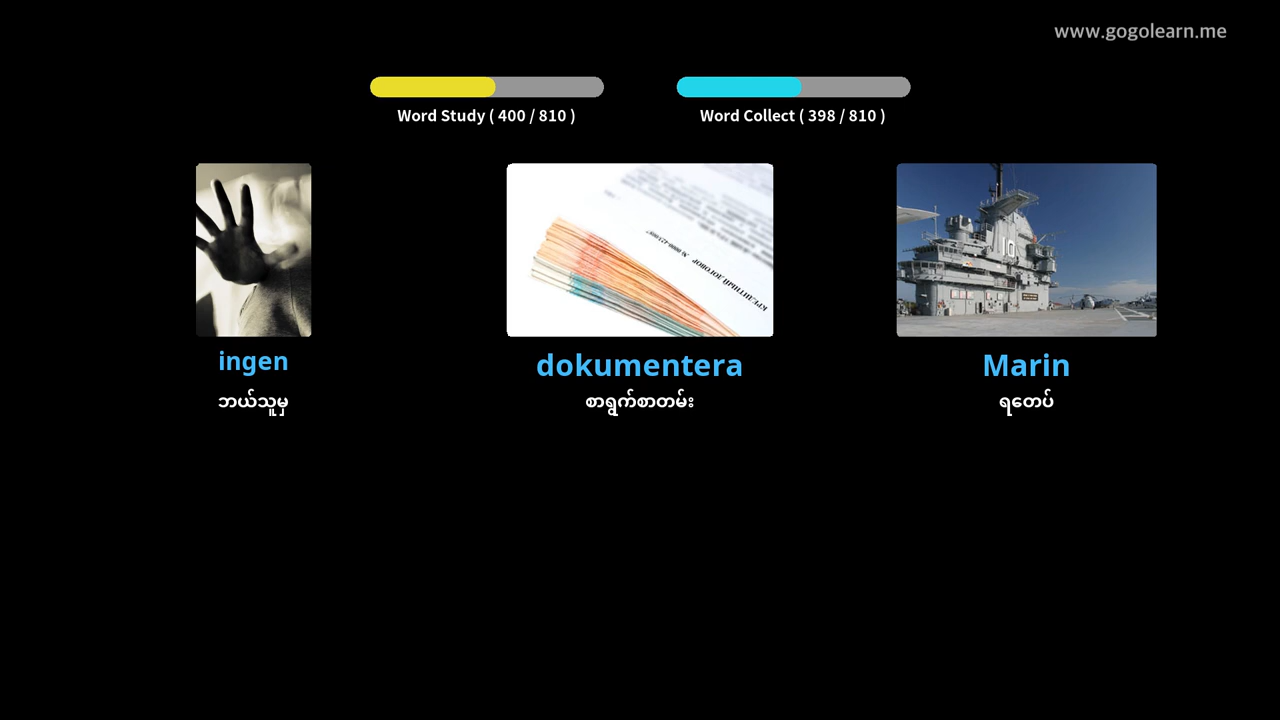 www.gogolearn.me
Word Study ( 400 / 810 )
Word Collect ( 398 / 810 )
10
ingen
dokumentera
Marin
ဘယ်သူမှ
စာရွက်စာတမ်း
ရတေပ်